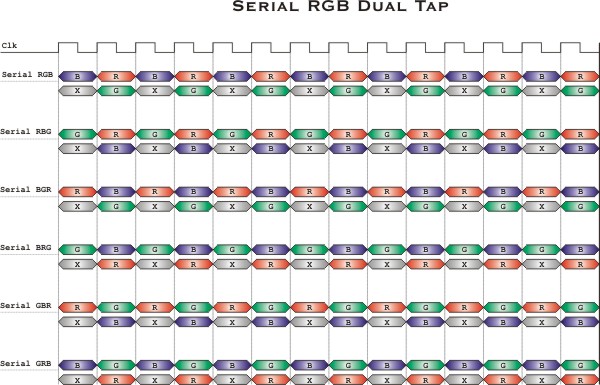 SERIAL RGB DUAL TAP
Clk
Serial RGB B R B R B R B R B R B R B R
X G X G X G X G X G X G X G
Serial RBG G R G R G R G R G R G R G R
X B X B X B X B X B X B X B
Serial BGR R B R B R B R B R B R B R B
X G X G X G X G X G X G X G
Serial BRG G B G B G B G B G B G B G B
X R X R X R X R X R X R X R
Serial GBR R G R G R G R G R G R G R G
X B X B X B X B X B X B X B
Serial GRB B G B G B G B G B G B G B G
X R X R X R X R X R X R X R